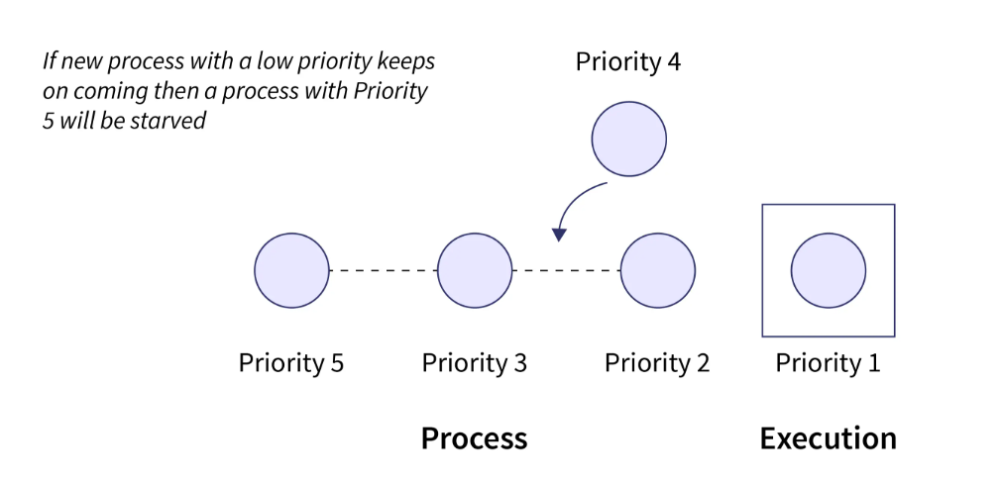 If new process with a low priority keeps
on coming then a process with Priority
5 will be starved
Priority 4
Priority 5
Priority 3
Priority 2
Priority 1
Process
Execution